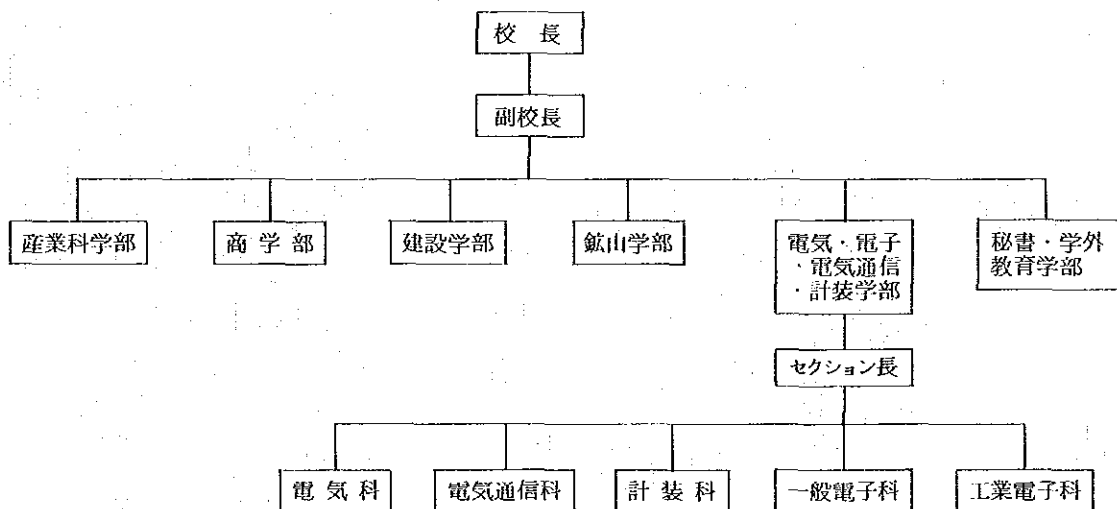 校長
副校長
産業科学部
商学部
建設学部
鉱山学部
電気・電子
・電気通信
・計装学部
秘書・学外
教育学部
セクション長
電気科
電気通信科
計装科
一般電子科
工業電子科